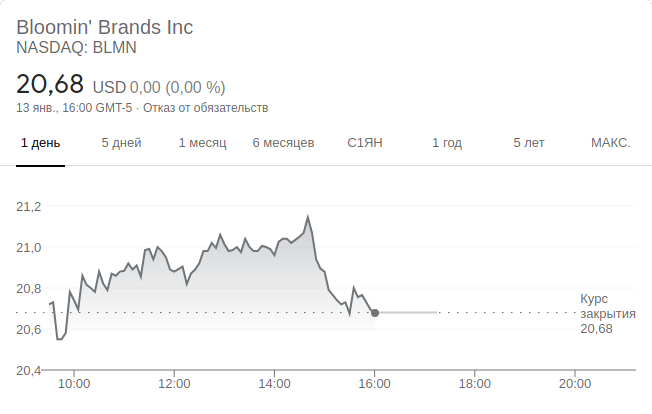 Bloomin' Brands Inc
NASDAQ: BLMN
20,68 USD 0,00 (0,00 %)
13 янв., 16:00 GMT-5 · Отказ от обязательств
1 день 5 дней 1 месяц 6 месяцев С1ЯН 1 год 5 лет МАКС.
21,2
21,0
20,8
20,6
20,4
Курс
закрытия
20,68
10:00 12:00 14:00 16:00 18:00 20:00